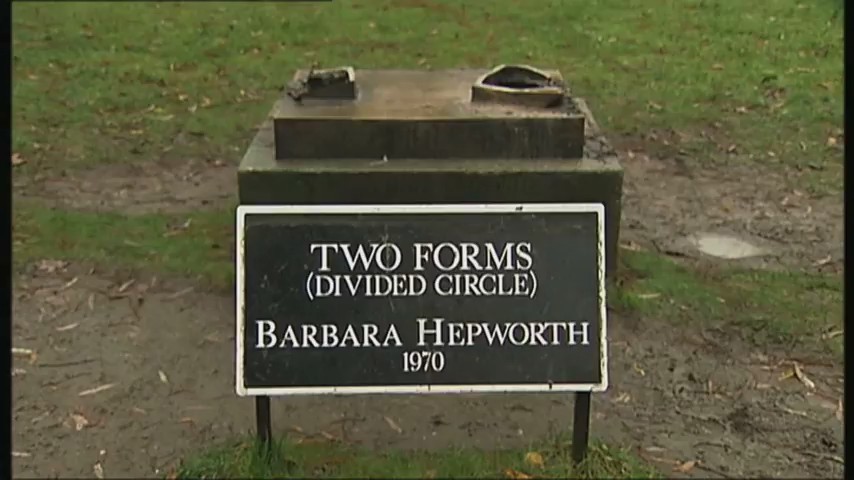 TWO FORMS
(DIVIDED CIRCLE)
BARBARA HEPWORTH
1970